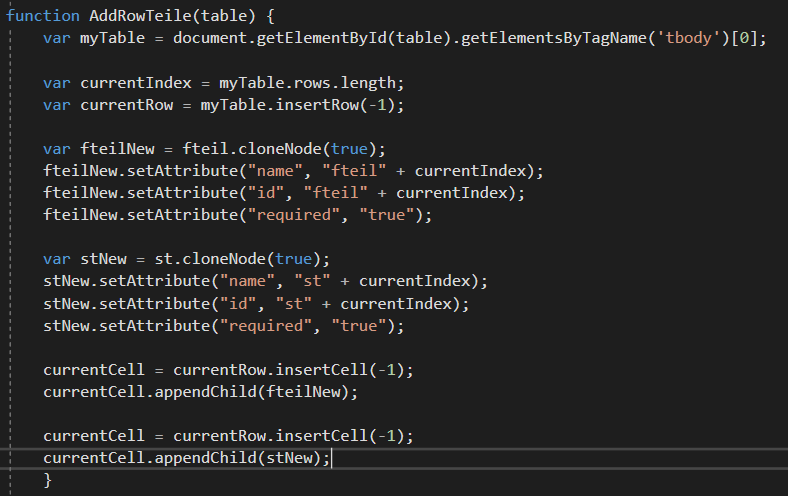 function AddRowTeile(table) {
    var myTable = document.getElementById(table).getElementsByTagName('tbody')[0];
    var currentIndex = myTable.rows.length;
    var currentRow = myTable.insertRow(-1);
    var fteilNew = fteil.cloneNode(true);
    fteilNew.setAttribute("name", "fteil" + currentIndex);
    fteilNew.setAttribute("id", "fteil" + currentIndex);
    fteilNew.setAttribute("required", "true");
    var stNew = st.cloneNode(true);
    stNew.setAttribute("name", "st" + currentIndex);
    stNew.setAttribute("id", "st" + currentIndex);
    stNew.setAttribute("required", "true");
    currentCell = currentRow.insertCell(-1);
    currentCell.appendChild(fteilNew);
    currentCell = currentRow.insertCell(-1);
    currentCell.appendChild(stNew);
    }